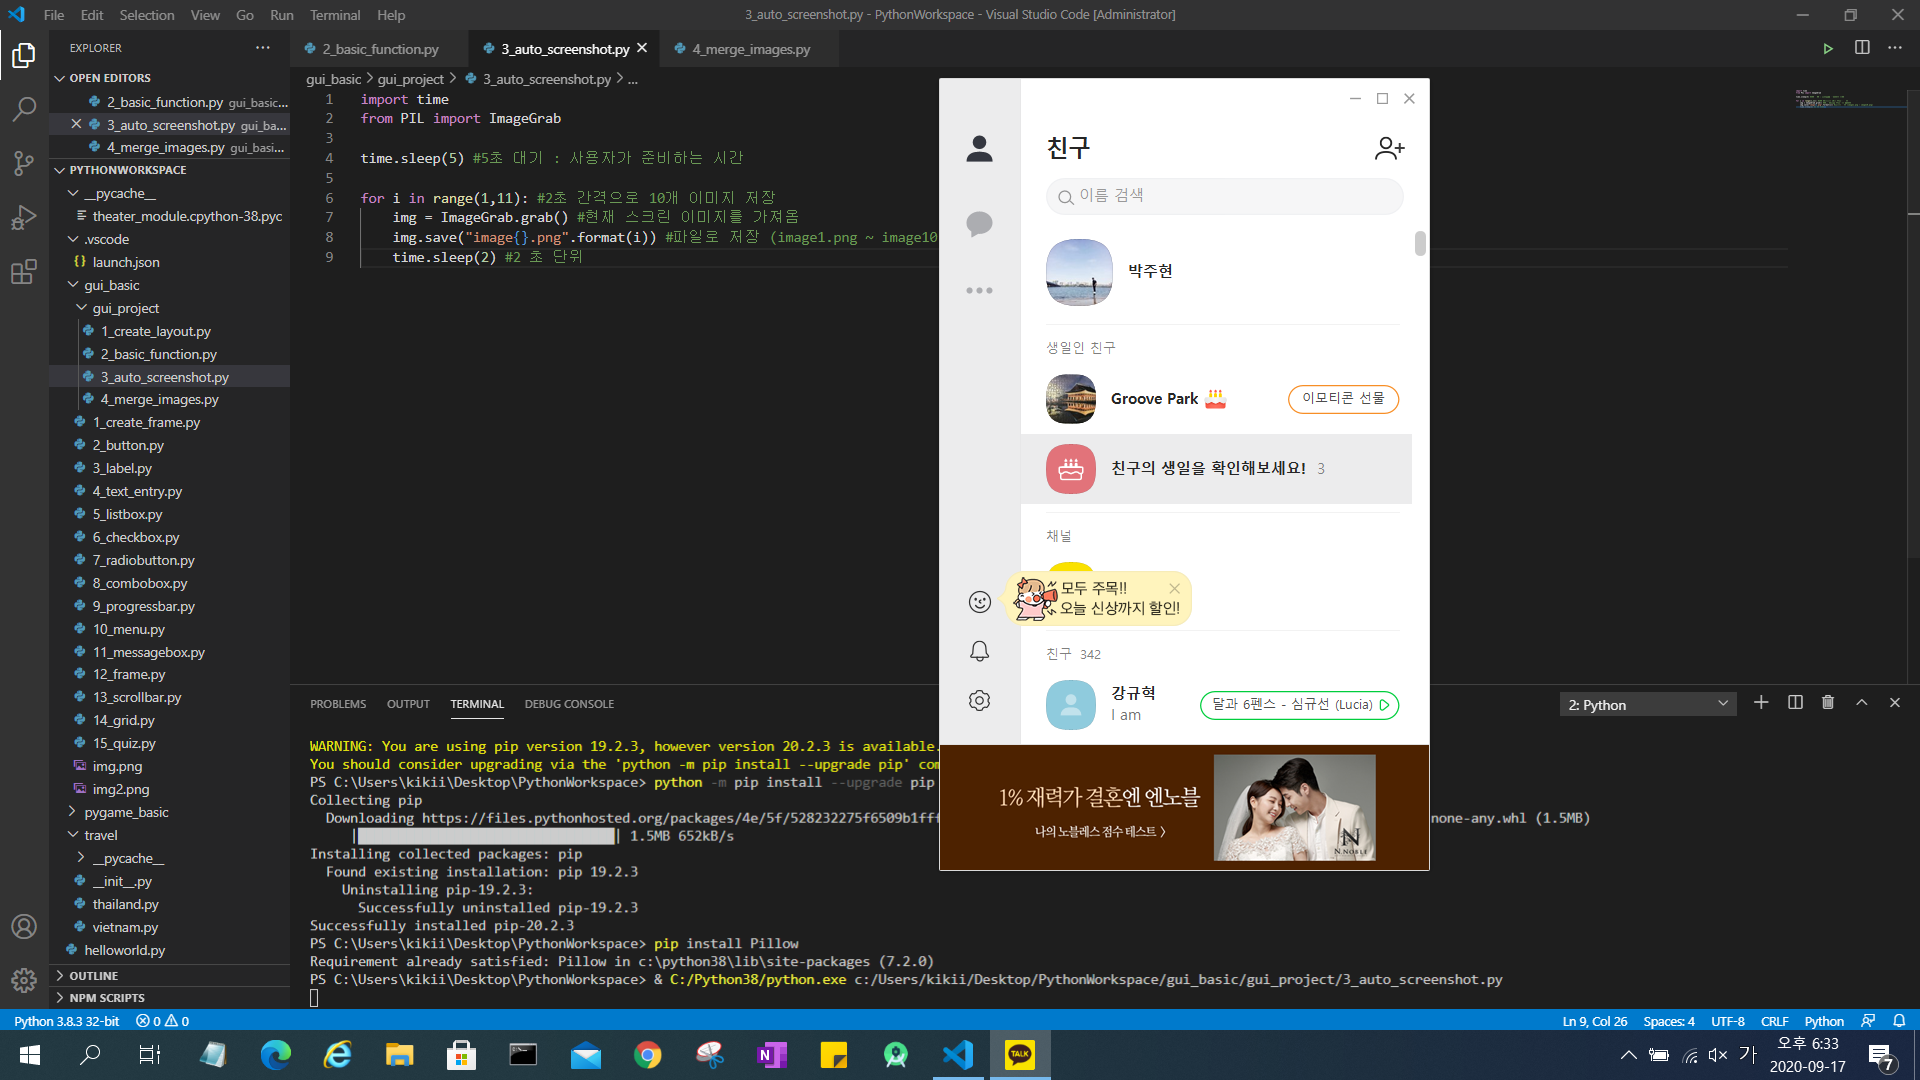 File Edit Selection View Go Run Terminal Help
3_auto_screenshot.py - PythonWorkspace - Visual Studio Code [Administrator]
EXPLORER
OPEN EDITORS
2_basic_function.py gui_basic...
3_auto_screenshot.py gui_ba...
4_merge_images.py gui_basi...
PYTHONWORKSPACE
__pycache__
theater_module.cpython-38.pyc
.vscode
launch.json
gui_basic
gui_project
1_create_layout.py
2_basic_function.py
3_auto_screenshot.py
4_merge_images.py
1_create_frame.py
2_button.py
3_label.py
4_text_entry.py
5_listbox.py
6_checkbox.py
7_radiobutton.py
8_combobox.py
9_progressbar.py
10_menu.py
11_messagebox.py
12_frame.py
13_scrollbar.py
14_grid.py
15_quiz.py
img.png
img2.png
pygame_basic
travel
__pycache__
__init__.py
thailand.py
vietnam.py
helloworld.py
OUTLINE
NPM SCRIPTS
2_basic_function.py 3_auto_screenshot.py 4_merge_images.py
gui_basic > gui_project > 3_auto_screenshot.py > ...
1 import time
2 from PIL import ImageGrab
3
4 time.sleep(5) #5초 대기 : 사용자가 준비하는 시간
5
6 for i in range(1,11): #2초 간격으로 10개 이미지 저장
7 img = ImageGrab.grab() #현재 스크린 이미지를 가져옴
8 img.save("image{}.png".format(i)) #파일로 저장 (image1.png ~ image10
9 time.sleep(2) #2 초 단위
친구
이름 검색
박주현
생일인 친구
Groove Park
이모티콘 선물
친구의 생일을 확인해보세요! 3
채널
모두 주목!!
오늘 신상까지 할인!
친구 342
강규혁
I am
달과 6펜스 - 심규선 (Lucia)
1% 재력가 결혼엔 엔노블
나의 노블레스 점수 테스트 >
N
N.NOBLE
PROBLEMS OUTPUT TERMINAL DEBUG CONSOLE
2: Python
WARNING: You are using pip version 19.2.3, however version 20.2.3 is available.
You should consider upgrading via the 'python -m pip install --upgrade pip' com
PS C:\Users\kikii\Desktop\PythonWorkspace> python -m pip install --upgrade pip
Collecting pip
Downloading https://files.pythonhosted.org/packages/4e/5f/528232275f6509b1fff none-any.whl (1.5MB)
| | 1.5MB 652kB/s
Installing collected packages: pip
Found existing installation: pip 19.2.3
Uninstalling pip-19.2.3:
Successfully uninstalled pip-19.2.3
Successfully installed pip-20.2.3
PS C:\Users\kikii\Desktop\PythonWorkspace> pip install Pillow
Requirement already satisfied: Pillow in c:\python38\lib\site-packages (7.2.0)
PS C:\Users\kikii\Desktop\PythonWorkspace> & C:/Python38/python.exe c:/Users/kikii/Desktop/PythonWorkspace/gui_basic/gui_project/3_auto_screenshot.py
Python 3.8.3 32-bit 0 0
Ln 9, Col 26 Spaces: 4 UTF-8 CRLF Python
TALK
가
오후 6:33
2020-09-17
7